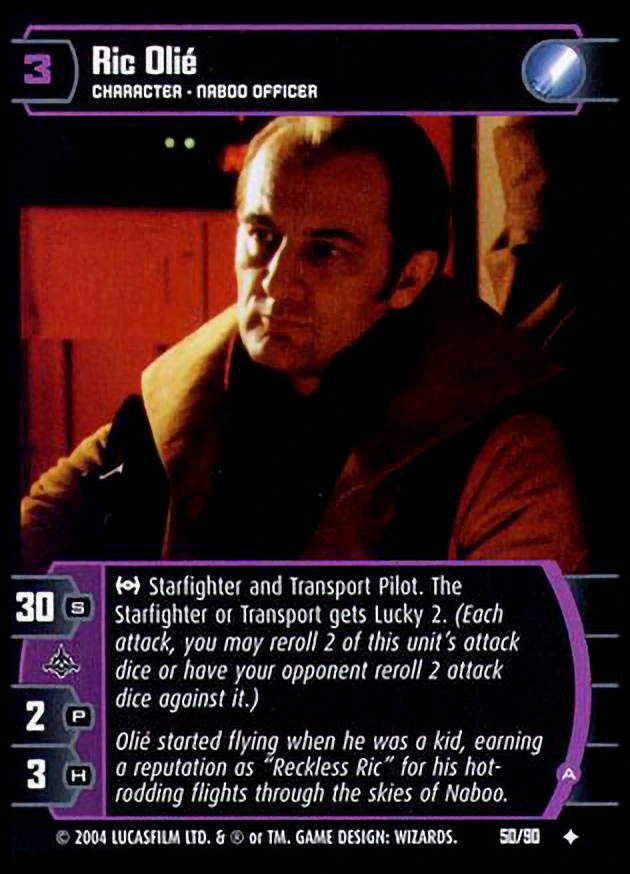 3
Ric Olié
CHARACTER - NABOO OFFICER
30 S
2 P
3 H
Starfighter and Transport Pilot. The
Starfighter or Transport gets Lucky 2. (Each
attack, you may reroll 2 of this unit's attack
dice or have your opponent reroll 2 attack
dice against it.)
Olié started flying when he was a kid, earning
a reputation as "Reckless Ric" for his hot-
rodding flights through the skies of Naboo.
A
© 2004 LUCASFILM LTD. & ® or TM. GAME DESIGN: WIZARDS. 50/90